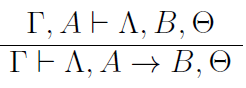 Γ, A ⊢ Λ, B, Θ
Γ ⊢ Λ, A → B, Θ